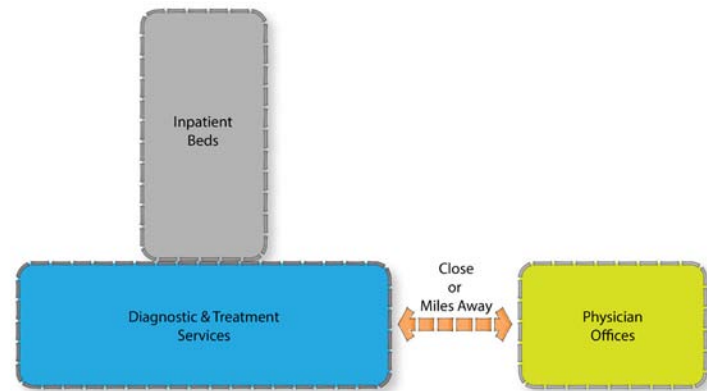 Inpatient
Beds
Diagnostic & Treatment
Services
Close
or
Miles Away
Physician
Offices